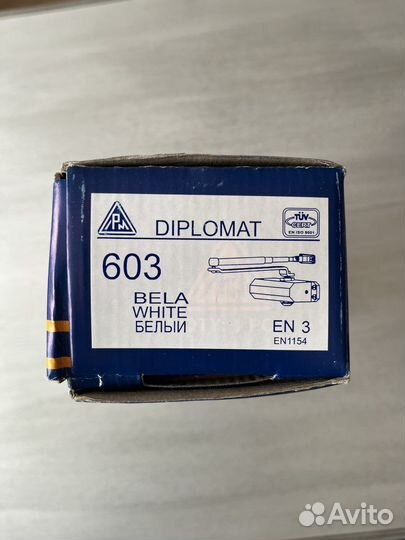 DIPLOMAT
TÜV
CERT
EN ISO 9001
603
BELA
WHITE
БЕЛЫЙ
EN 3
EN1154
Avito